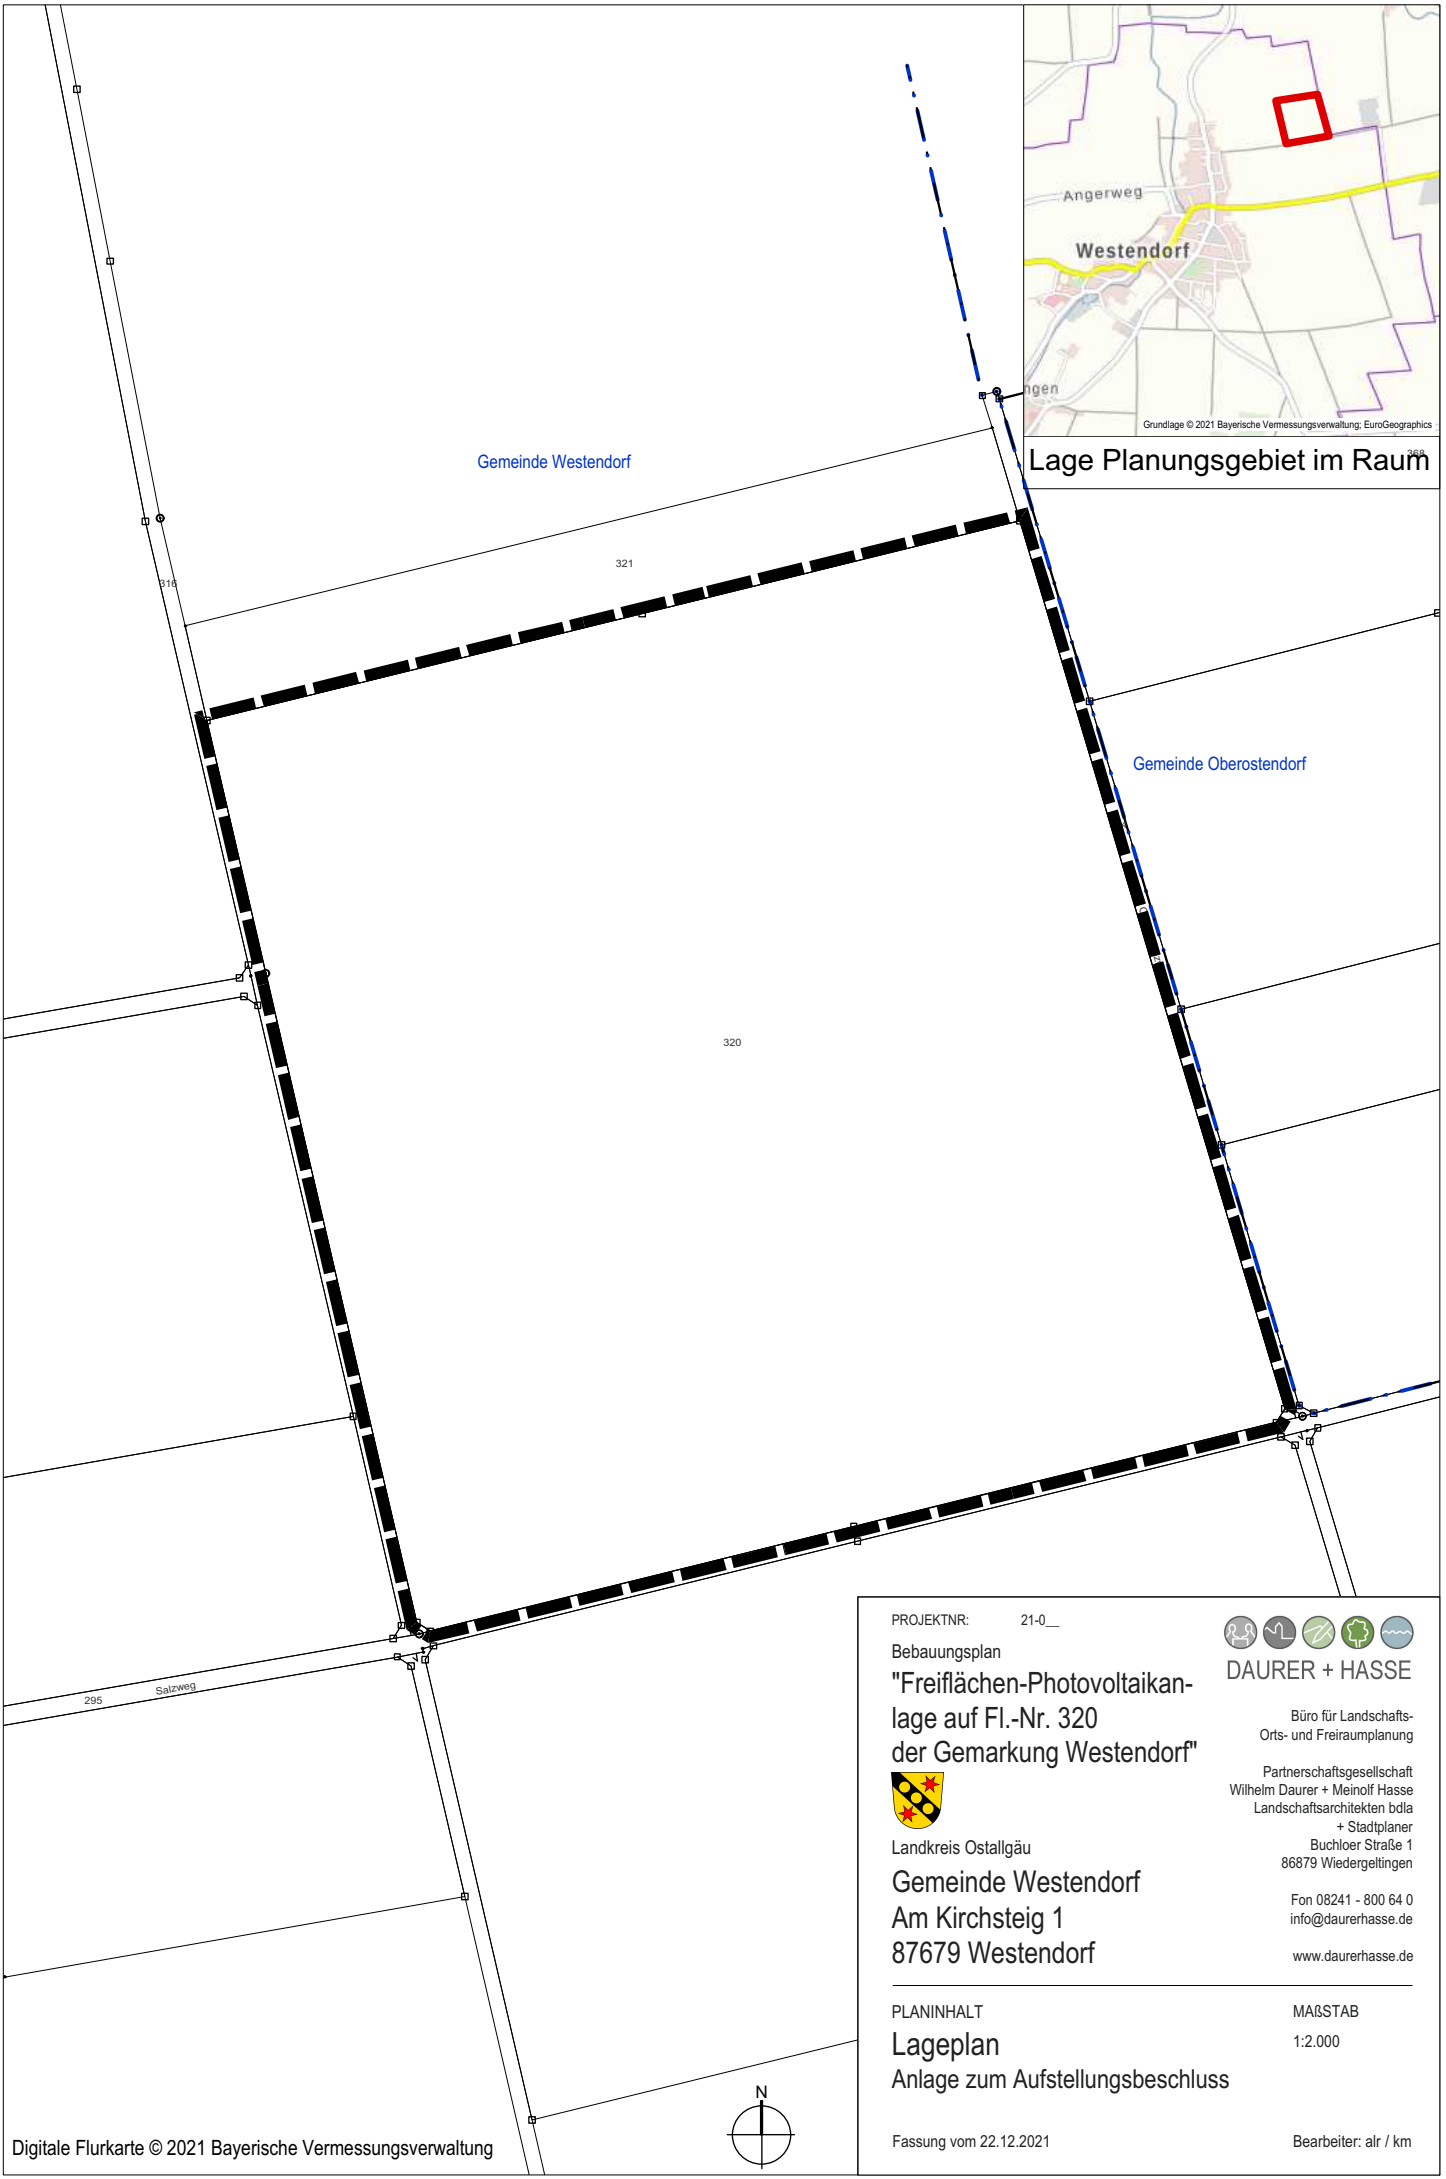 Angerweg
Westendorf
ngen
Grundlage © 2021 Bayerische Vermessungsverwaltung; EuroGeographics
Lage Planungsgebiet im Raum
368
Gemeinde Westendorf
321
316
Gemeinde Oberostendorf
320
295
Salzweg
PROJEKTNR: 21-0__
Bebauungsplan
"Freiflächen-Photovoltaikan-
lage auf Fl.-Nr. 320
der Gemarkung Westendorf"
Landkreis Ostallgäu
Gemeinde Westendorf
Am Kirchsteig 1
87679 Westendorf
DAURER + HASSE
Büro für Landschafts-
Orts- und Freiraumplanung
Partnerschaftsgesellschaft
Wilhelm Daurer + Meinolf Hasse
Landschaftsarchitekten bdla
+ Stadtplaner
Buchloer Straße 1
86879 Wiedergeltingen
Fon 08241 - 800 64 0
info@daurerhasse.de
www.daurerhasse.de
PLANINHALT
Lageplan
Anlage zum Aufstellungsbeschluss
MAßSTAB
1:2.000
Fassung vom 22.12.2021
Bearbeiter: alr / km
N
Digitale Flurkarte © 2021 Bayerische Vermessungsverwaltung